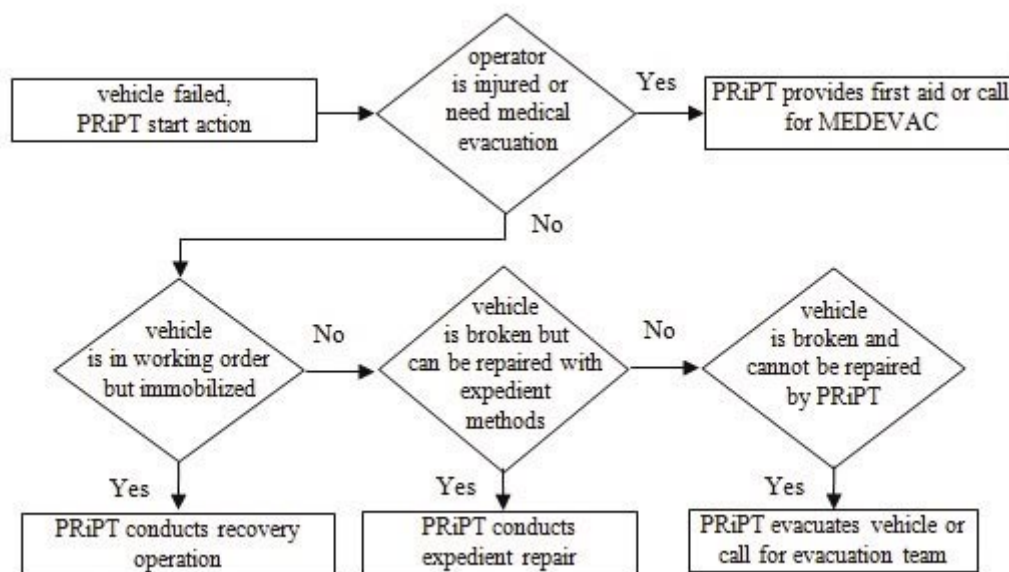 vehicle failed,
PRiPT start action
operator
is injured or
need medical
evacuation
Yes
PRiPT provides first aid or call
for MEDEVAC
No
vehicle
is in working order
but immobilized
No
vehicle
is broken but
can be repaired with
expedient
methods
No
vehicle
is broken and
cannot be repaired
by PRiPT
Yes
PRiPT conducts recovery
operation
Yes
PRiPT conducts
expedient repair
Yes
PRiPT evacuates vehicle or
call for evacuation team